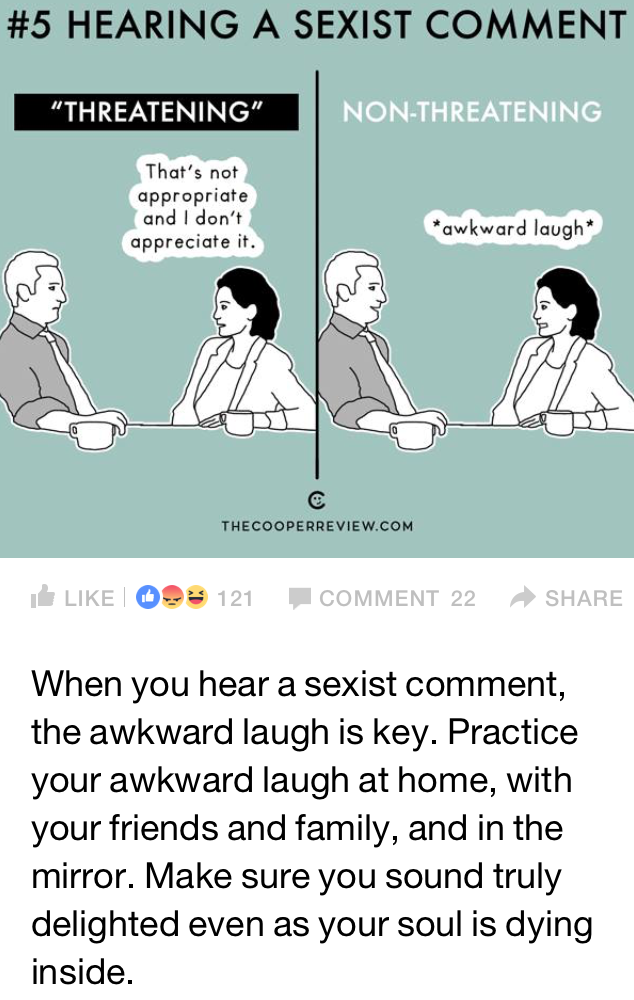 #5 HEARING A SEXIST COMMENT
"THREATENING"
That's not
appropriate
and I don't
appreciate it.
NON-THREATENING
*awkward laugh*
THECOOPERREVIEW.COM
LIKE 121 COMMENT 22 SHARE
When you hear a sexist comment,
the awkward laugh is key. Practice
your awkward laugh at home, with
your friends and family, and in the
mirror. Make sure you sound truly
delighted even as your soul is dying
inside.